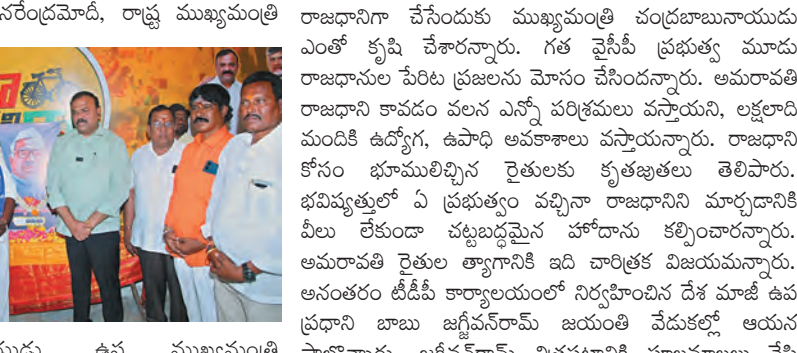 నరేంద్రమోదీ, రాష్ట్ర ముఖ్యమంత్రి
ఉప ముఖ్యమంత్రి
రాజధానిగా చేసేందుకు ముఖ్యమంత్రి చంద్రబాబునాయుడు
ఎంతో కృషి చేశారన్నారు. గత వైసీపీ ప్రభుత్వ మూడు
రాజధానుల పేరిట ప్రజలను మోసం చేసిందన్నారు. అమరావతి
రాజధాని కావడం వలన ఎన్నో పరిశ్రమలు వస్తాయని, లక్షలాది
మందికి ఉద్యోగ, ఉపాధి అవకాశాలు వస్తాయన్నారు. రాజధాని
కోసం భూములిచ్చిన రైతులకు కృతజ్ఞతలు తెలిపారు.
భవిష్యత్తులో ఏ ప్రభుత్వం వచ్చినా రాజధానిని మార్చడానికి
వీలు లేకుండా చట్టబద్ధమైన హోదాను కల్పించారన్నారు.
అమరావతి రైతుల త్యాగానికి ఇది చారిత్రక విజయమన్నారు.
అనంతరం టీడీపీ కార్యాలయంలో నిర్వహించిన దేశ మాజీ ఉప
ప్రధాని బాబు జగ్జీవన్‌రామ్ జయంతి వేడుకల్లో ఆయన